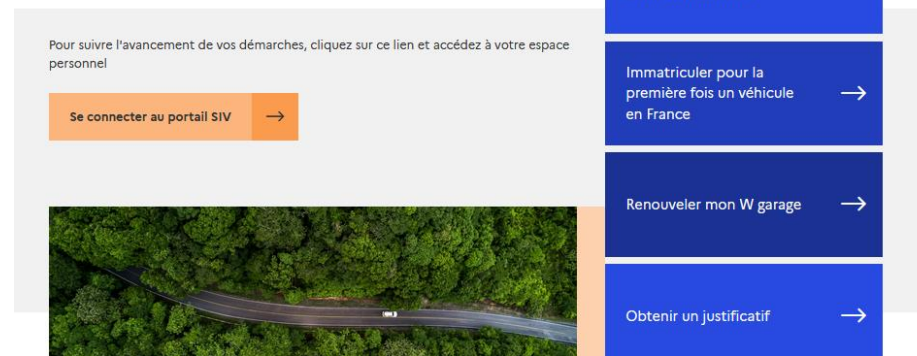 Pour suivre l'avancement de vos démarches, cliquez sur ce lien et accédez à votre espace
personnel
Se connecter au portail SIV
Immatriculer pour la
première fois un véhicule
en France
Renouveler mon W garage
Obtenir un justificatif